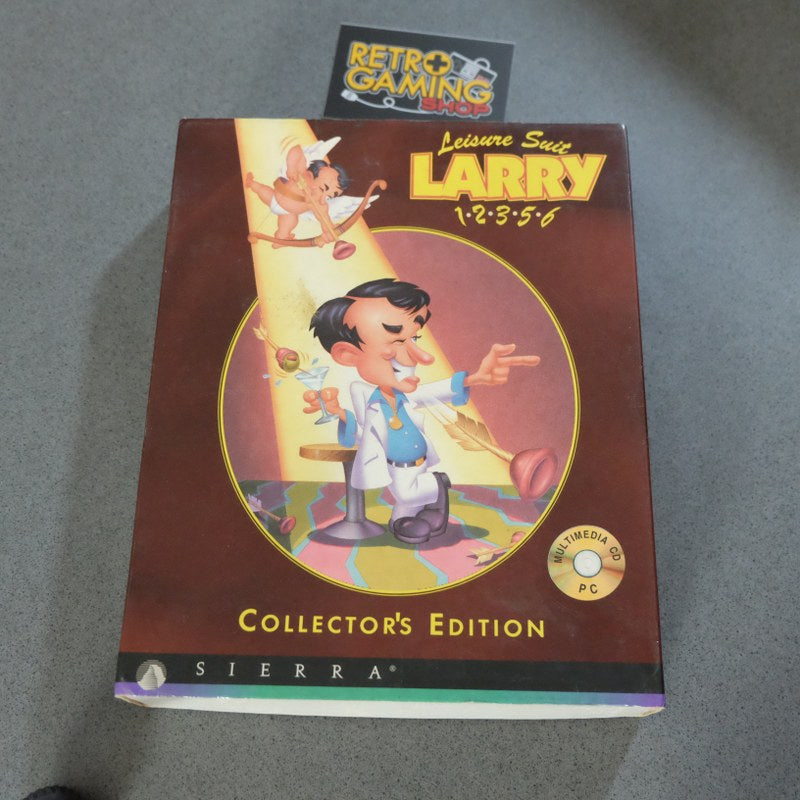 RETRO
GAMING
SHOP
Leisure Suit
LARRY
1·2·3·5·6
MULTIMEDIA CD
PC
COLLECTOR'S EDITION
SIERRA®